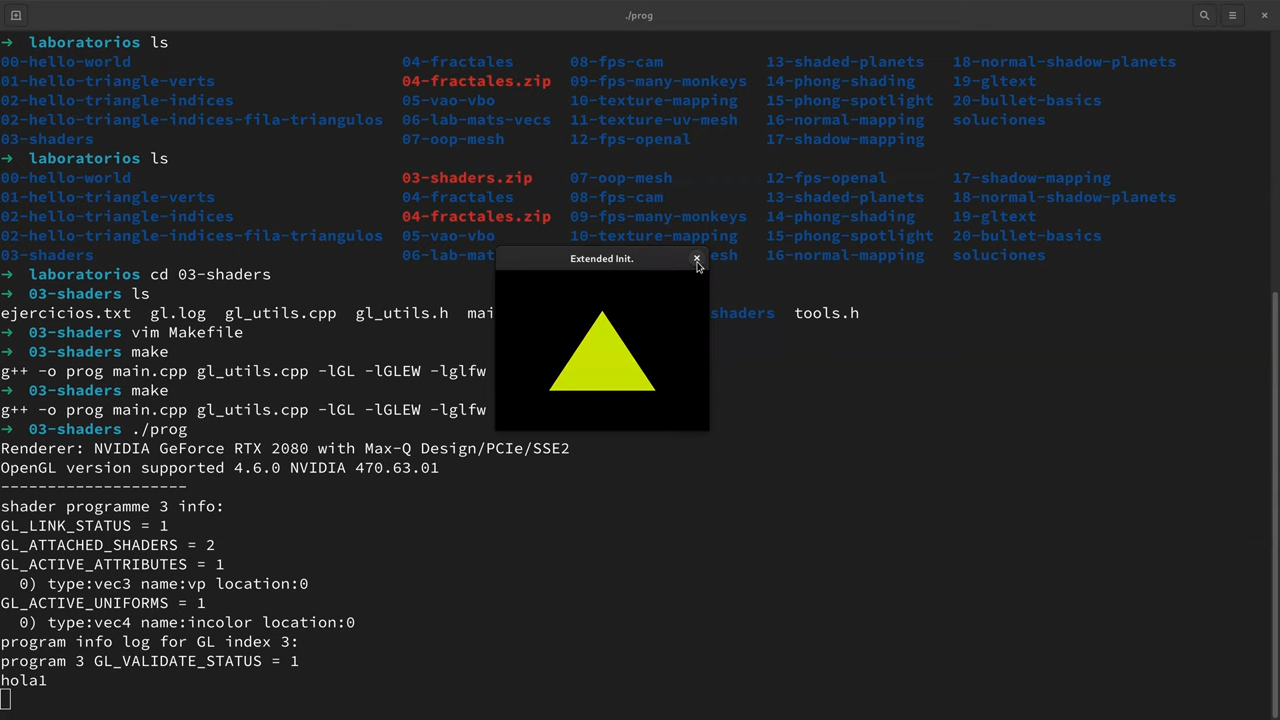 ./prog
→ laboratorios ls
00-hello-world 04-fractales 08-fps-cam 13-shaded-planets 18-normal-shadow-planets
01-hello-triangle-verts 04-fractales.zip 09-fps-many-monkeys 14-phong-shading 19-gltext
02-hello-triangle-indices 05-vao-vbo 10-texture-mapping 15-phong-spotlight 20-bullet-basics
02-hello-triangle-indices-fila-triangulos 06-lab-mats-vecs 11-texture-uv-mesh 16-normal-mapping soluciones
03-shaders 07-oop-mesh 12-fps-openal 17-shadow-mapping
→ laboratorios ls
00-hello-world 03-shaders.zip 07-oop-mesh 12-fps-openal 17-shadow-mapping
01-hello-triangle-verts 04-fractales 08-fps-cam 13-shaded-planets 18-normal-shadow-planets
02-hello-triangle-indices 04-fractales.zip 09-fps-many-monkeys 14-phong-shading 19-gltext
02-hello-triangle-indices-fila-triangulos 05-vao-vbo 10-texture-mapping 15-phong-spotlight 20-bullet-basics
03-shaders 06-lab-mat esh 16-normal-mapping soluciones
Extended Init.
→ laboratorios cd 03-shaders
→ 03-shaders ls
ejercicios.txt gl.log gl_utils.cpp gl_utils.h mai shaders tools.h
→ 03-shaders vim Makefile
→ 03-shaders make
g++ -o prog main.cpp gl_utils.cpp -lGL -lGLEW -lglfw
→ 03-shaders make
g++ -o prog main.cpp gl_utils.cpp -lGL -lGLEW -lglfw
→ 03-shaders ./prog
Renderer: NVIDIA GeForce RTX 2080 with Max-Q Design/PCIe/SSE2
OpenGL version supported 4.6.0 NVIDIA 470.63.01
--------------------
shader programme 3 info:
GL_LINK_STATUS = 1
GL_ATTACHED_SHADERS = 2
GL_ACTIVE_ATTRIBUTES = 1
0) type:vec3 name:vp location:0
GL_ACTIVE_UNIFORMS = 1
0) type:vec4 name:incolor location:0
program info log for GL index 3:
program 3 GL_VALIDATE_STATUS = 1
hola1